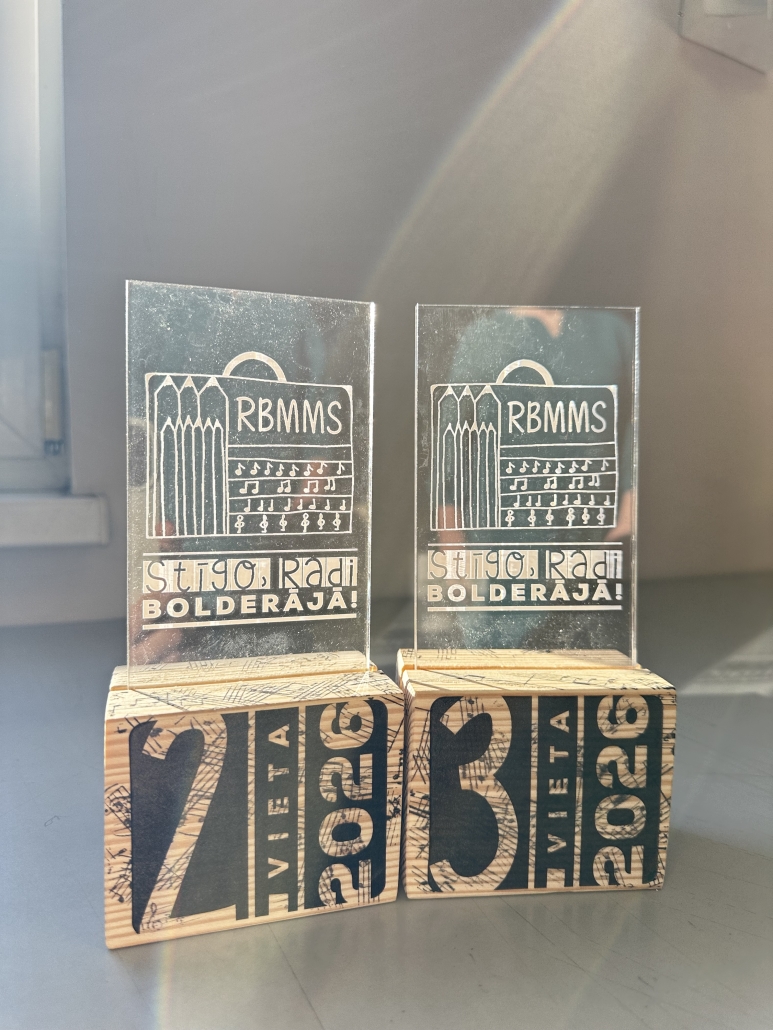 RBMMS
Stīgo, Radi
BOLDERĀJĀ!
2
VIETA
2026
RBMMS
Stīgo, Radi
BOLDERĀJĀ!
3
VIETA
2026